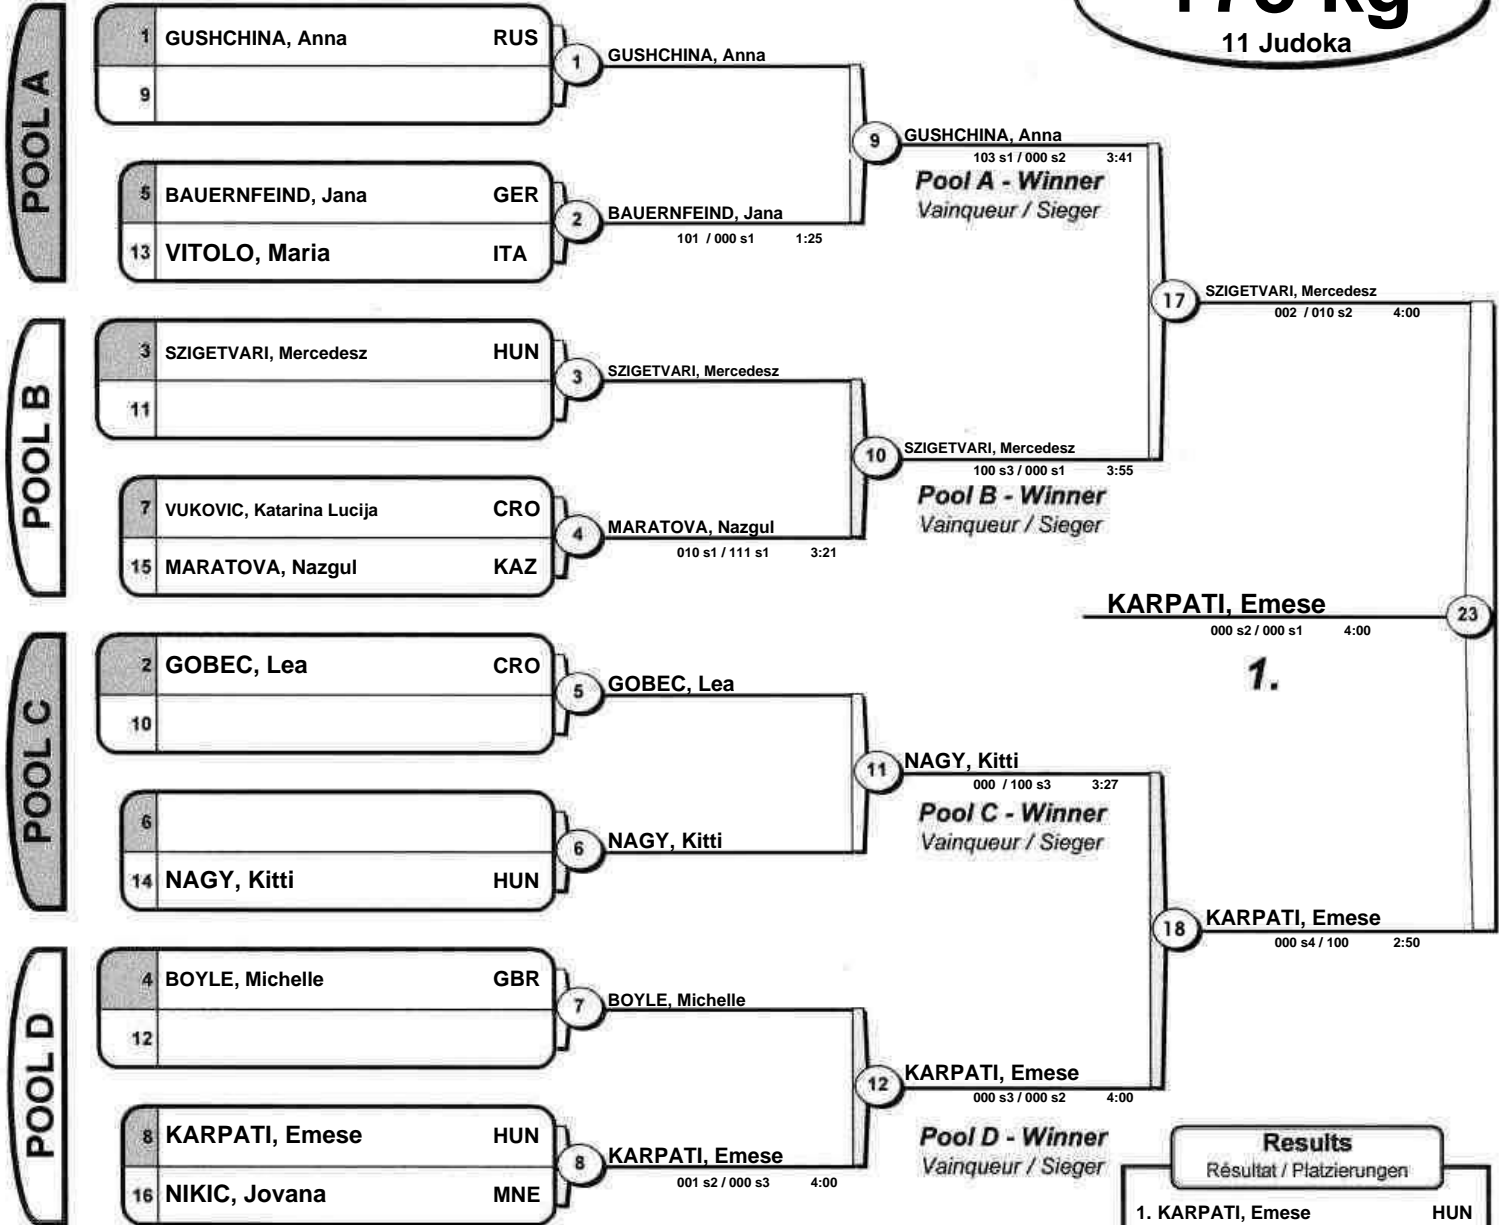 kg
11 Judoka
POOL A
1 GUSHCHINA, Anna RUS
9
1 GUSHCHINA, Anna
5 BAUERNFEIND, Jana GER
13 VITOLO, Maria ITA
2 BAUERNFEIND, Jana
101 / 000 s1 1:25
9 GUSHCHINA, Anna
103 s1 / 000 s2 3:41
Pool A - Winner
Vainqueur / Sieger
POOL B
3 SZIGETVARI, Mercedesz HUN
11
3 SZIGETVARI, Mercedesz
7 VUKOVIC, Katarina Lucija CRO
15 MARATOVA, Nazgul KAZ
4 MARATOVA, Nazgul
010 s1 / 111 s1 3:21
10 SZIGETVARI, Mercedesz
100 s3 / 000 s1 3:55
Pool B - Winner
Vainqueur / Sieger
17 SZIGETVARI, Mercedesz
002 / 010 s2 4:00
KARPATI, Emese 23
000 s2 / 000 s1 4:00
1.
POOL C
2 GOBEC, Lea CRO
10
5 GOBEC, Lea
6
14 NAGY, Kitti HUN
6 NAGY, Kitti
11 NAGY, Kitti
000 / 100 s3 3:27
Pool C - Winner
Vainqueur / Sieger
POOL D
4 BOYLE, Michelle GBR
12
7 BOYLE, Michelle
8 KARPATI, Emese HUN
16 NIKIC, Jovana MNE
8 KARPATI, Emese
001 s2 / 000 s3 4:00
12 KARPATI, Emese
000 s3 / 000 s2 4:00
Pool D - Winner
Vainqueur / Sieger
18 KARPATI, Emese
000 s4 / 100 2:50
Results
Résultat / Platzierungen
1. KARPATI, Emese HUN